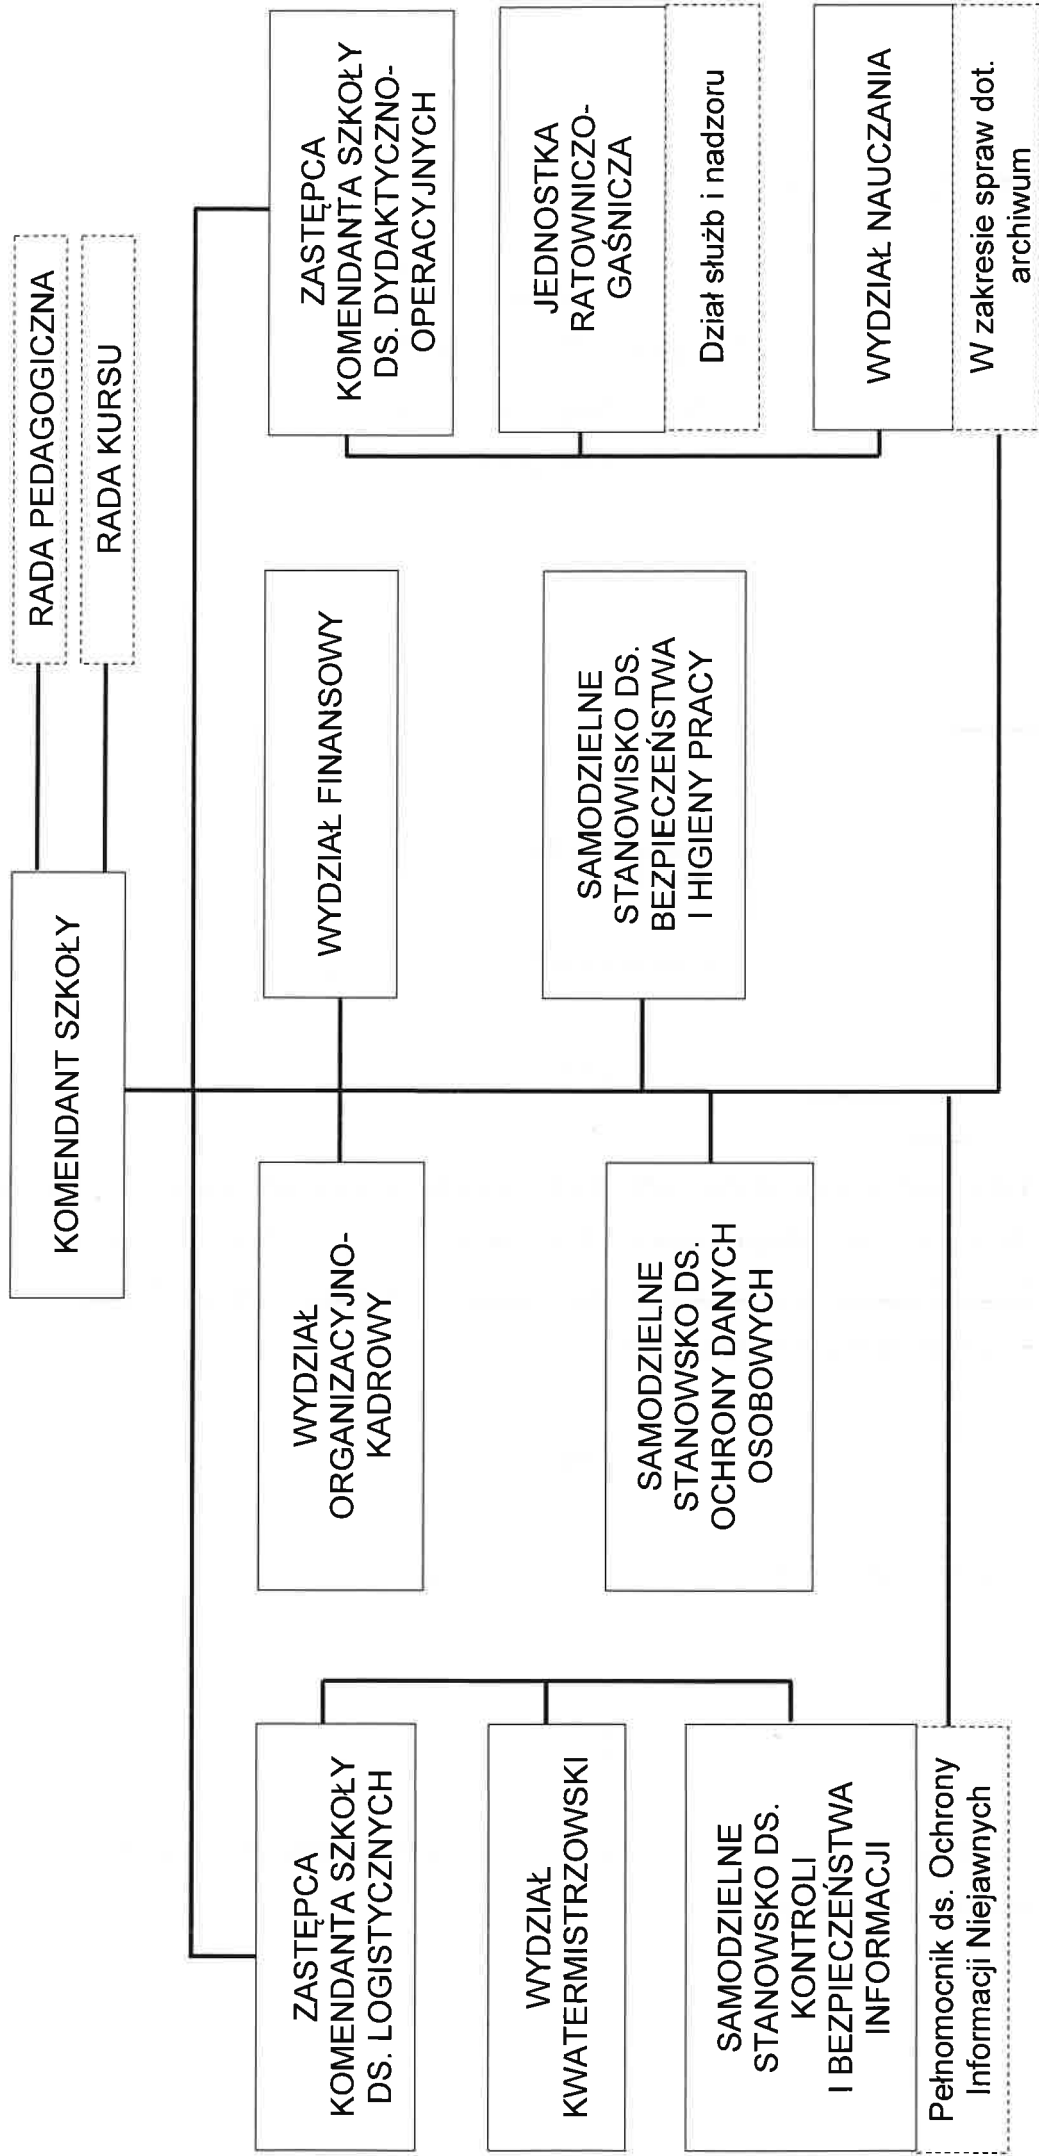 KOMENDANT SZKOŁY
RADA PEDAGOGICZNA
RADA KURSU
ZASTĘPCA
KOMENDANTA SZKOŁY
DS. LOGISTYCZNYCH
WYDZIAŁ
KWATERMISTRZOWSKI
SAMODZIELNE
STANOWSKO DS.
KONTROLI
I BEZPIECZEŃSTWA
INFORMACJI
Pełnomocnik ds. Ochrony
Informacji Niejawnych
WYDZIAŁ
ORGANIZACYJNO-
KADROWY
SAMODZIELNE
STANOWSKO DS.
OCHRONY DANYCH
OSOBOWYCH
WYDZIAŁ FINANSOWY
SAMODZIELNE
STANOWISKO DS.
BEZPIECZEŃSTWA
I HIGIENY PRACY
ZASTĘPCA
KOMENDANTA SZKOŁY
DS. DYDAKTYCZNO-
OPERACYJNYCH
JEDNOSTKA
RATOWNICZO-
GAŚNICZA
Dział służb i nadzoru
WYDZIAŁ NAUCZANIA
W zakresie spraw dot.
archiwum